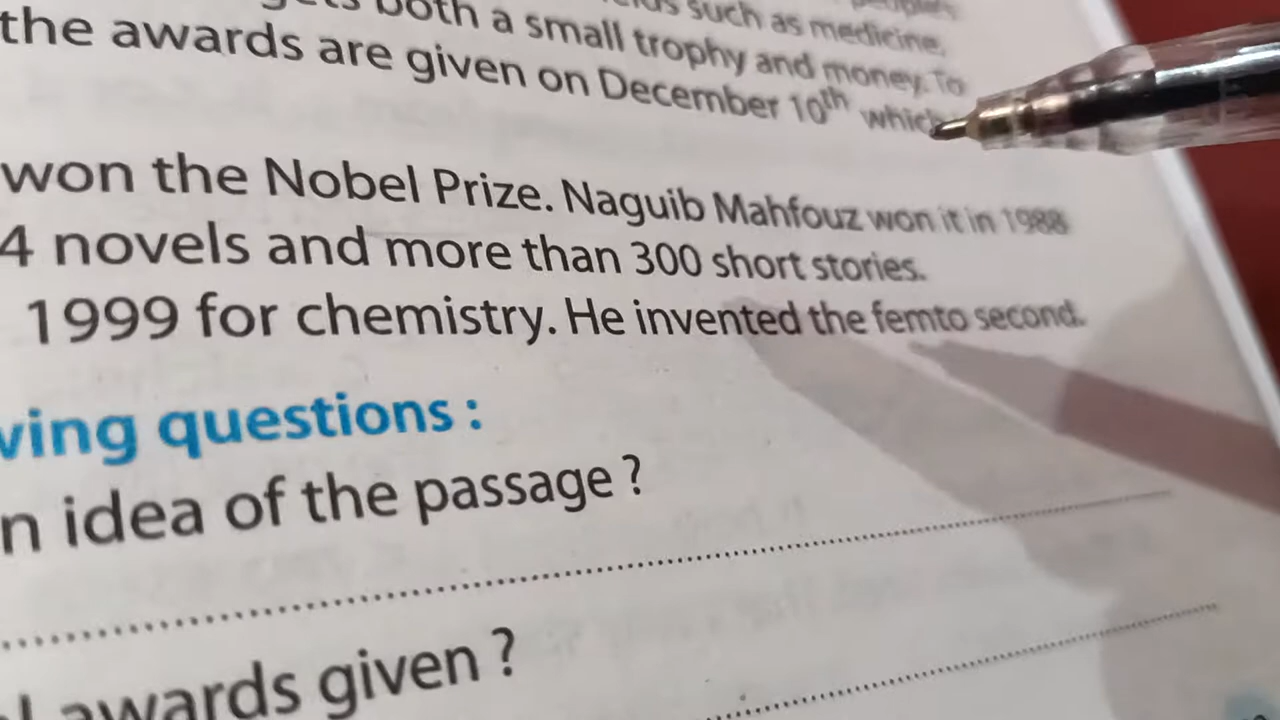 both a small trophy and money. To
such as medicine,
the awards are given on December 10th which
won the Nobel Prize. Naguib Mahfouz won it in 1988
4 novels and more than 300 short stories.
1999 for chemistry. He invented the femto second.
ving questions :
n idea of the passage ?
awards given ?